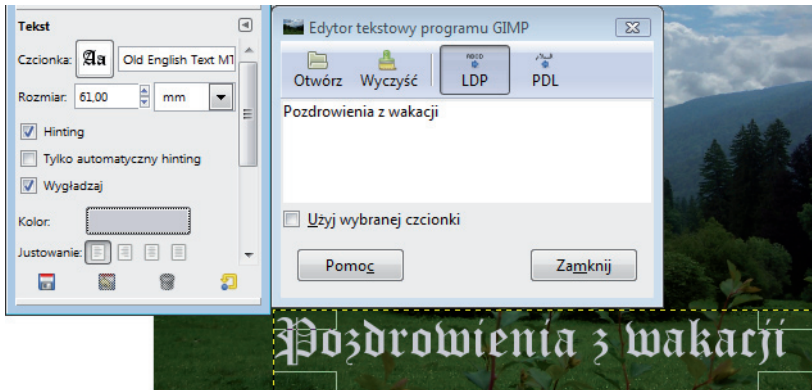 Tekst
Czcionka: Aa Old English Text MT
Rozmiar: 61,00 mm
Hinting
Tylko automatyczny hinting
Wygładzaj
Kolor:
Justowanie:
Edytor tekstowy programu GIMP
Otwórz Wyczyść LDP PDL
Pozdrowienia z wakacji
Użyj wybranej czcionki
Pomoc Zamknij
Pozdrowienia z wakacji